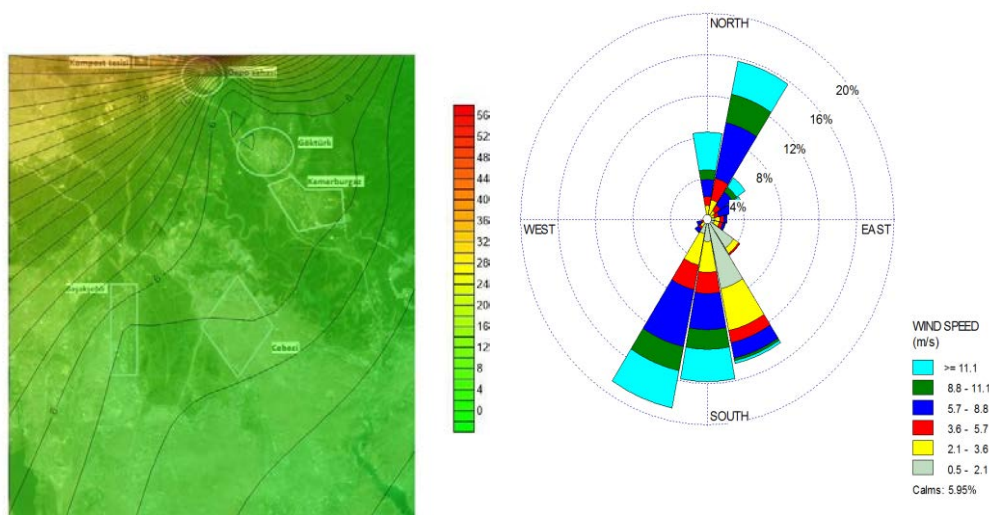 Kompost tesisi
Depo sahası
Göktürk
Kemerburgaz
Cebeci
56
52
48
44
40
36
32
28
24
20
16
12
8
4
0
NORTH
20%
16%
12%
8%
4%
WEST
EAST
SOUTH
WIND SPEED
(m/s)
>= 11.1
8.8 - 11.1
5.7 - 8.8
3.6 - 5.7
2.1 - 3.6
0.5 - 2.1
Calms: 5.95%